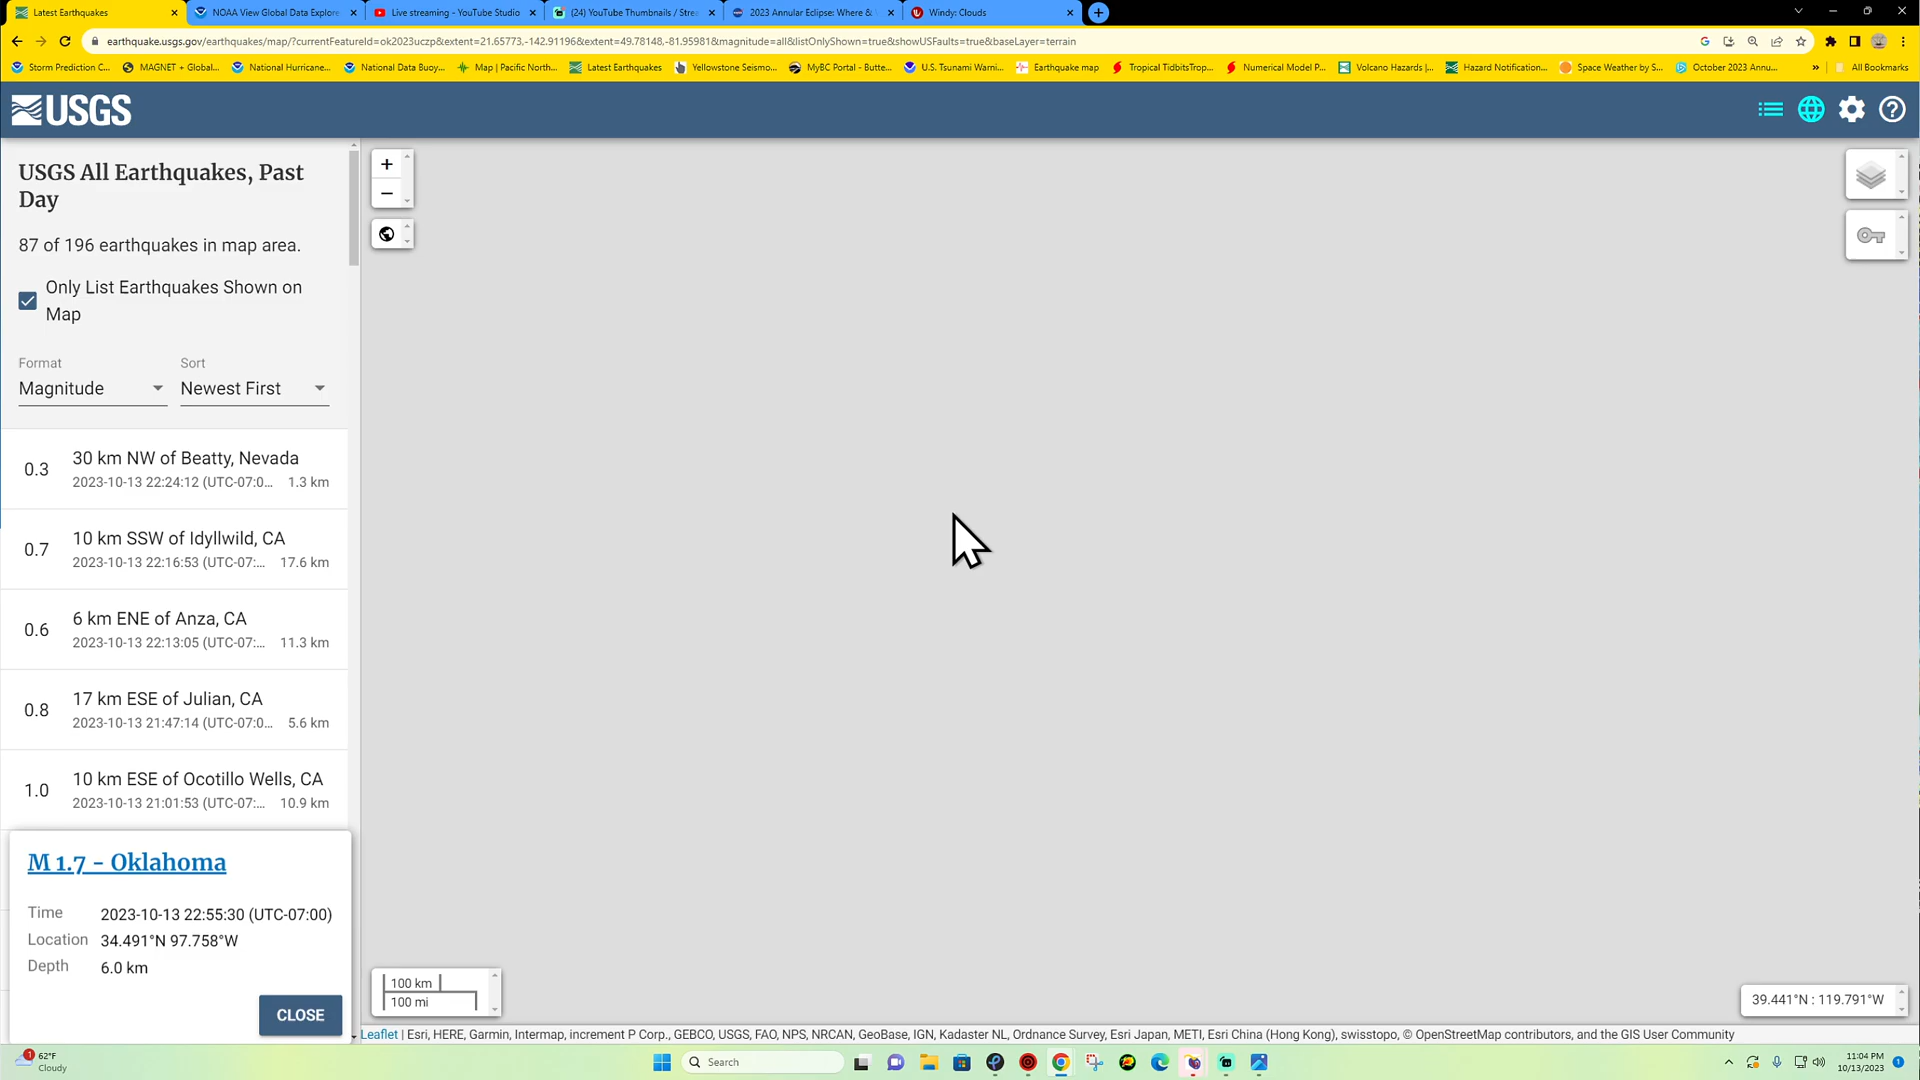 Latest Earthquakes
NOAA View Global Data Explore
Live streaming - YouTube Studio
(24) YouTube Thumbnails / Stre
2023 Annular Eclipse: Where &
Windy: Clouds
earthquake.usgs.gov/earthquakes/map/?currentFeatureId=ok2023uczp&extent=21.65773,-142.91196&extent=49.78148,-81.95981&magnitude=all&listOnlyShown=true&showUSFaults=true&baseLayer=terrain
Storm Prediction C...
MAGNET + Global...
National Hurricane...
National Data Buoy...
Map | Pacific North...
Latest Earthquakes
Yellowstone Seismo...
MyBC Portal - Butte...
U.S. Tsunami Warni...
Earthquake map
Tropical TidbitsTrop...
Numerical Model P...
Volcano Hazards |...
Hazard Notification...
Space Weather by S...
October 2023 Annu...
»
All Bookmarks
USGS
USGS All Earthquakes, Past
Day
87 of 196 earthquakes in map area.
Only List Earthquakes Shown on
Map
Format
Sort
Magnitude
Newest First
0.3
30 km NW of Beatty, Nevada
2023-10-13 22:24:12 (UTC-07:0...
1.3 km
0.7
10 km SSW of Idyllwild, CA
2023-10-13 22:16:53 (UTC-07:...
17.6 km
0.6
6 km ENE of Anza, CA
2023-10-13 22:13:05 (UTC-07:...
11.3 km
0.8
17 km ESE of Julian, CA
2023-10-13 21:47:14 (UTC-07:0...
5.6 km
1.0
10 km ESE of Ocotillo Wells, CA
2023-10-13 21:01:53 (UTC-07:...
10.9 km
M 1.7 - Oklahoma
Time 2023-10-13 22:55:30 (UTC-07:00)
Location 34.491°N 97.758°W
Depth 6.0 km
CLOSE
+
−
100 km
100 mi
39.441°N : 119.791°W
Leaflet | Esri, HERE, Garmin, Intermap, increment P Corp., GEBCO, USGS, FAO, NPS, NRCAN, GeoBase, IGN, Kadaster NL, Ordnance Survey, Esri Japan, METI, Esri China (Hong Kong), swisstopo, © OpenStreetMap contributors, and the GIS User Community
1
62°F
Cloudy
Search
11:04 PM
10/13/2023
1